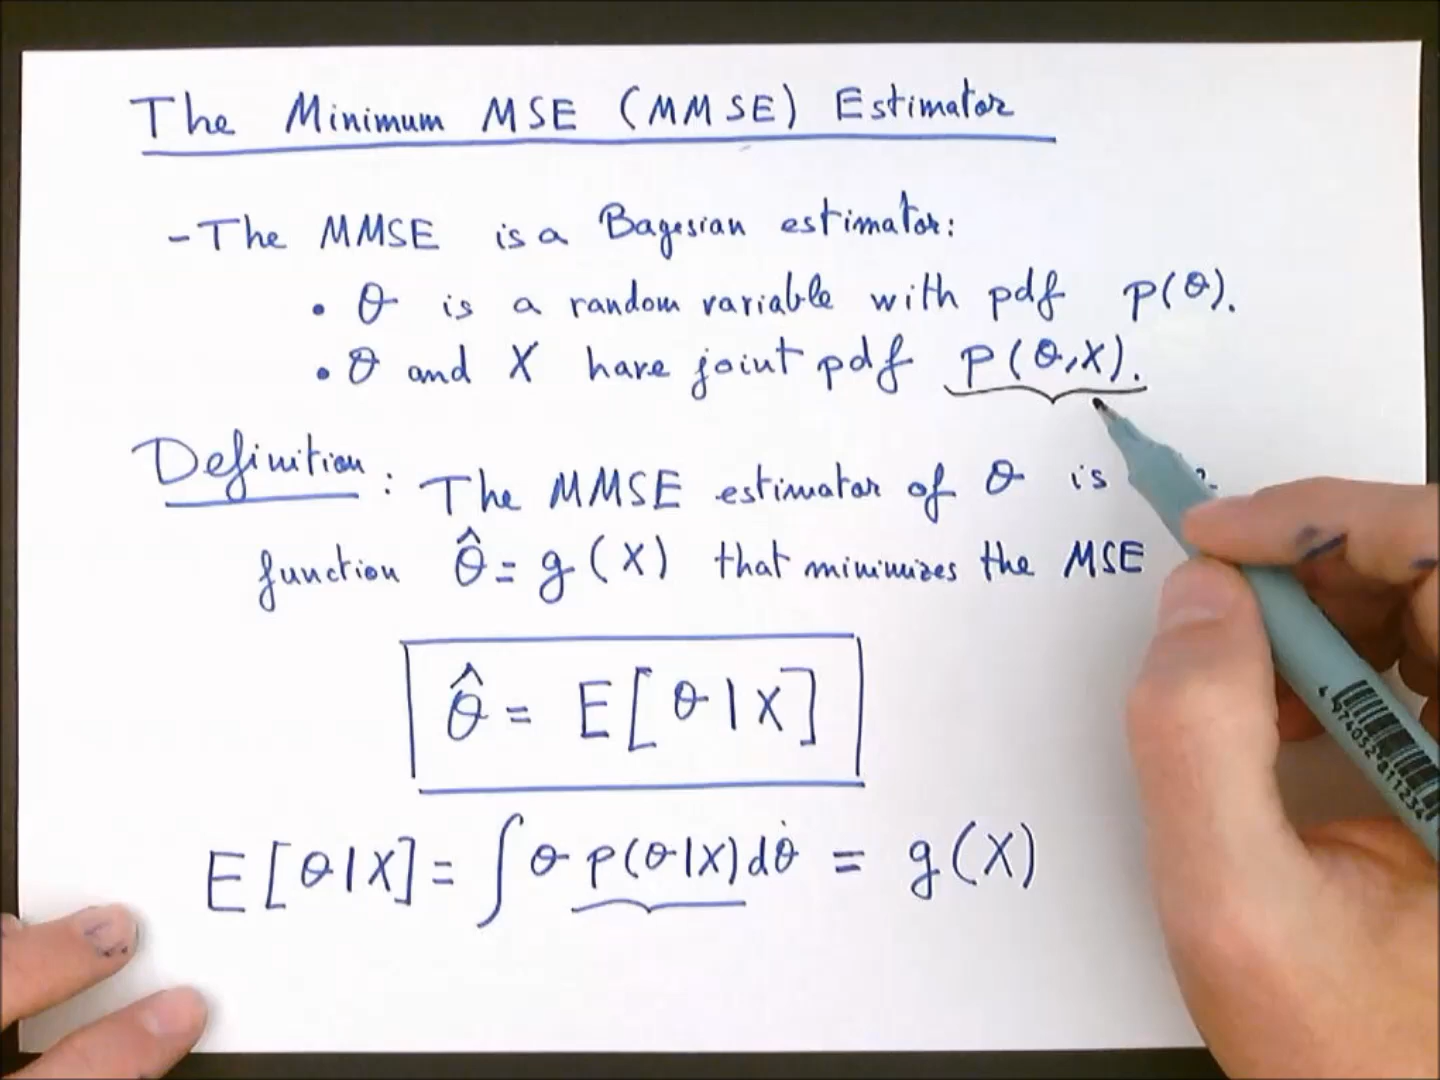 The Minimum MSE (MMSE) Estimator
- The MMSE is a Bayesian estimator:
• θ is a random variable with pdf p(θ).
• θ and X have joint pdf p(θ,X).
Definition : The MMSE estimator of θ is
function θ̂ = g(X) that minimizes the MSE
θ̂ = E[θ|X]
E[θ|X] = ∫ θ p(θ|X) dθ = g(X)
4974052811234